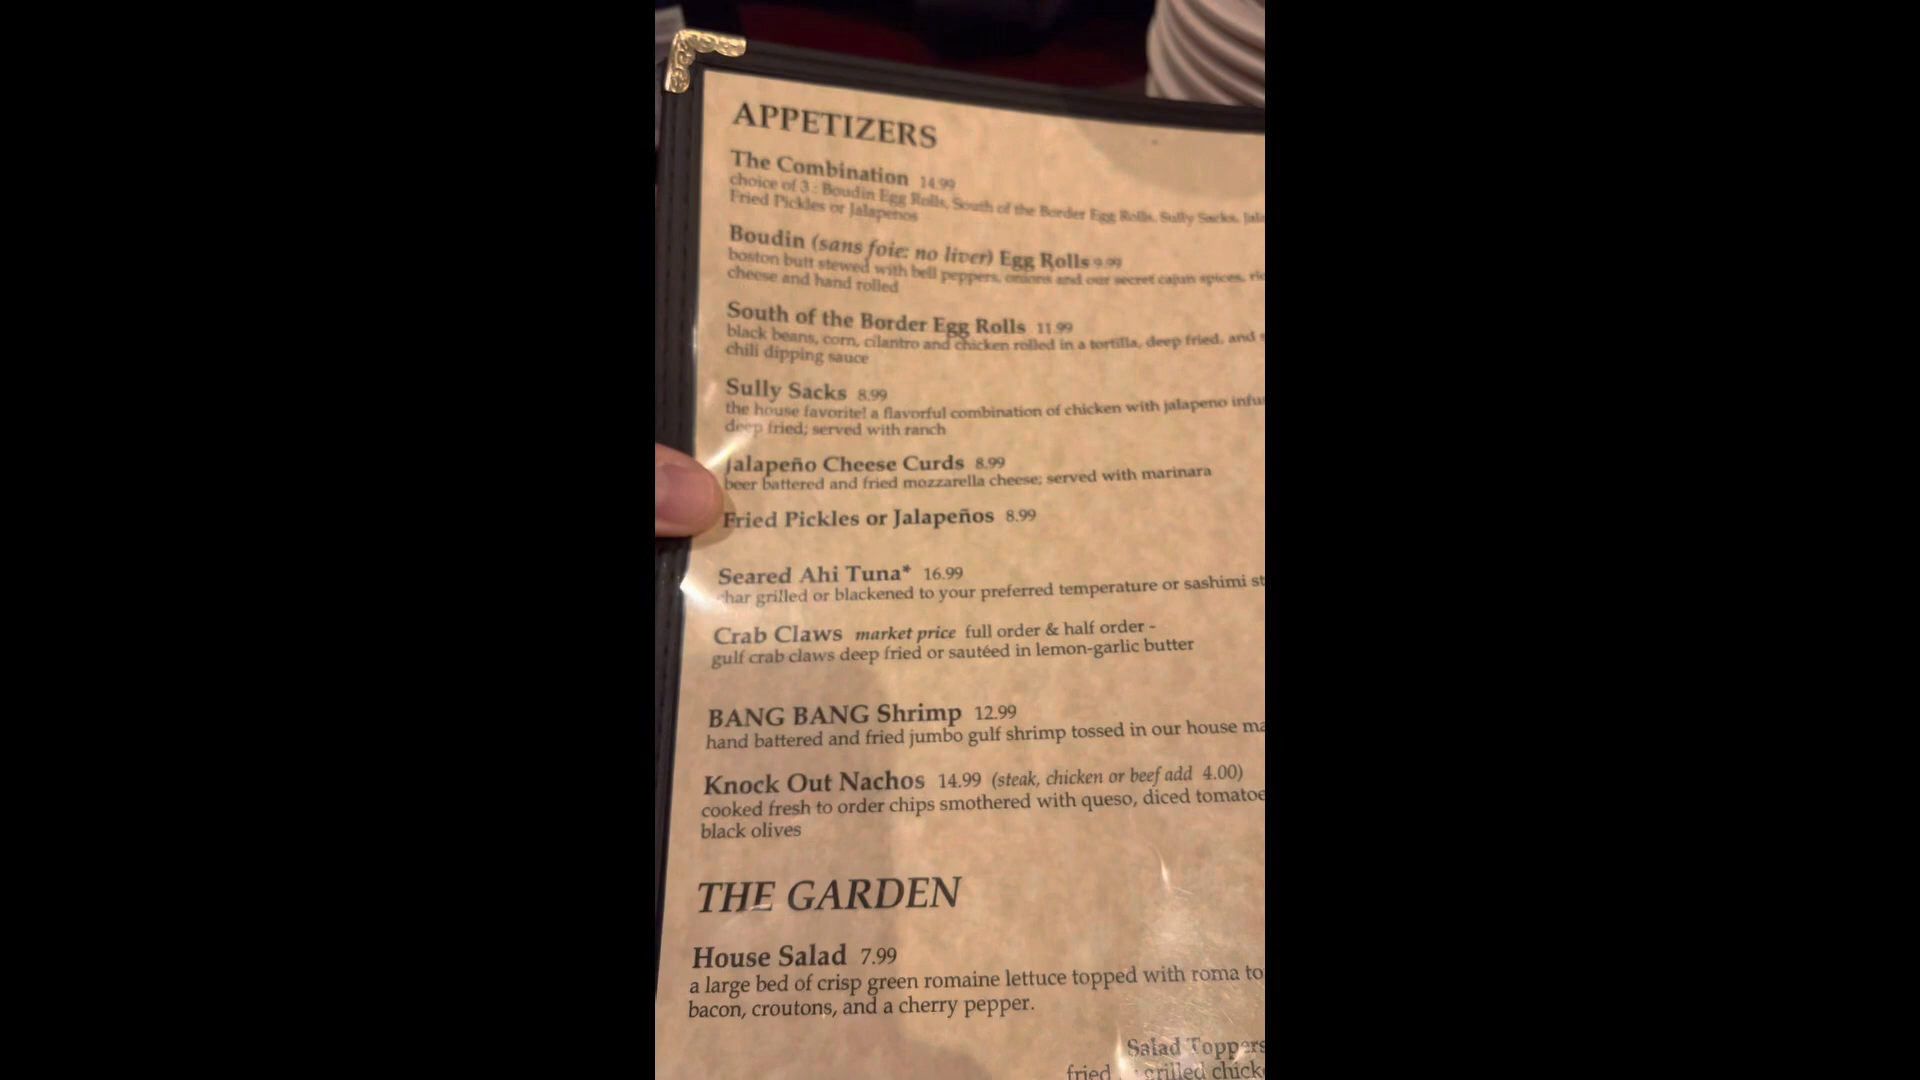 APPETIZERS
The Combination 14.99
choice of 3 : Boudin Egg Rolls, South of the Border Egg Rolls, Sully Sacks,
Fried Pickles or Jalapenos
Boudin (sans foie: no liver) Egg Rolls 9.99
boston butt stewed with bell peppers, onions and our secret cajun spices,
cheese and hand rolled
South of the Border Egg Rolls 11.99
black beans, corn, cilantro and chicken rolled in a tortilla, deep fried, and
chili dipping sauce
Sully Sacks 8.99
the house favorite! a flavorful combination of chicken with jalapeno infu
deep fried; served with ranch
Jalapeño Cheese Curds 8.99
beer battered and fried mozzarella cheese; served with marinara
Fried Pickles or Jalapeños 8.99
Seared Ahi Tuna* 16.99
char grilled or blackened to your preferred temperature or sashimi st
Crab Claws market price full order & half order -
gulf crab claws deep fried or sautéed in lemon-garlic butter
BANG BANG Shrimp 12.99
hand battered and fried jumbo gulf shrimp tossed in our house ma
Knock Out Nachos 14.99 (steak, chicken or beef add 4.00)
cooked fresh to order chips smothered with queso, diced tomatoe
black olives
THE GARDEN
House Salad 7.99
a large bed of crisp green romaine lettuce topped with roma to
bacon, croutons, and a cherry pepper.
Salad Toppers
fried grilled chick